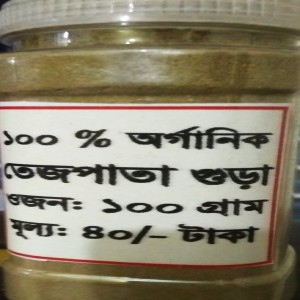 ১০০ % অর্গানিক
তেজপাতা গুড়া
ওজন: ১০০ গ্রাম
মূল্য: ৪০/- টাকা